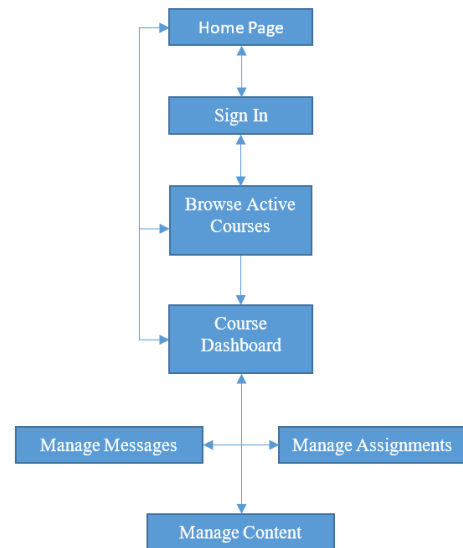 Home Page
Sign In
Browse Active
Courses
Course
Dashboard
Manage Messages
Manage Assignments
Manage Content